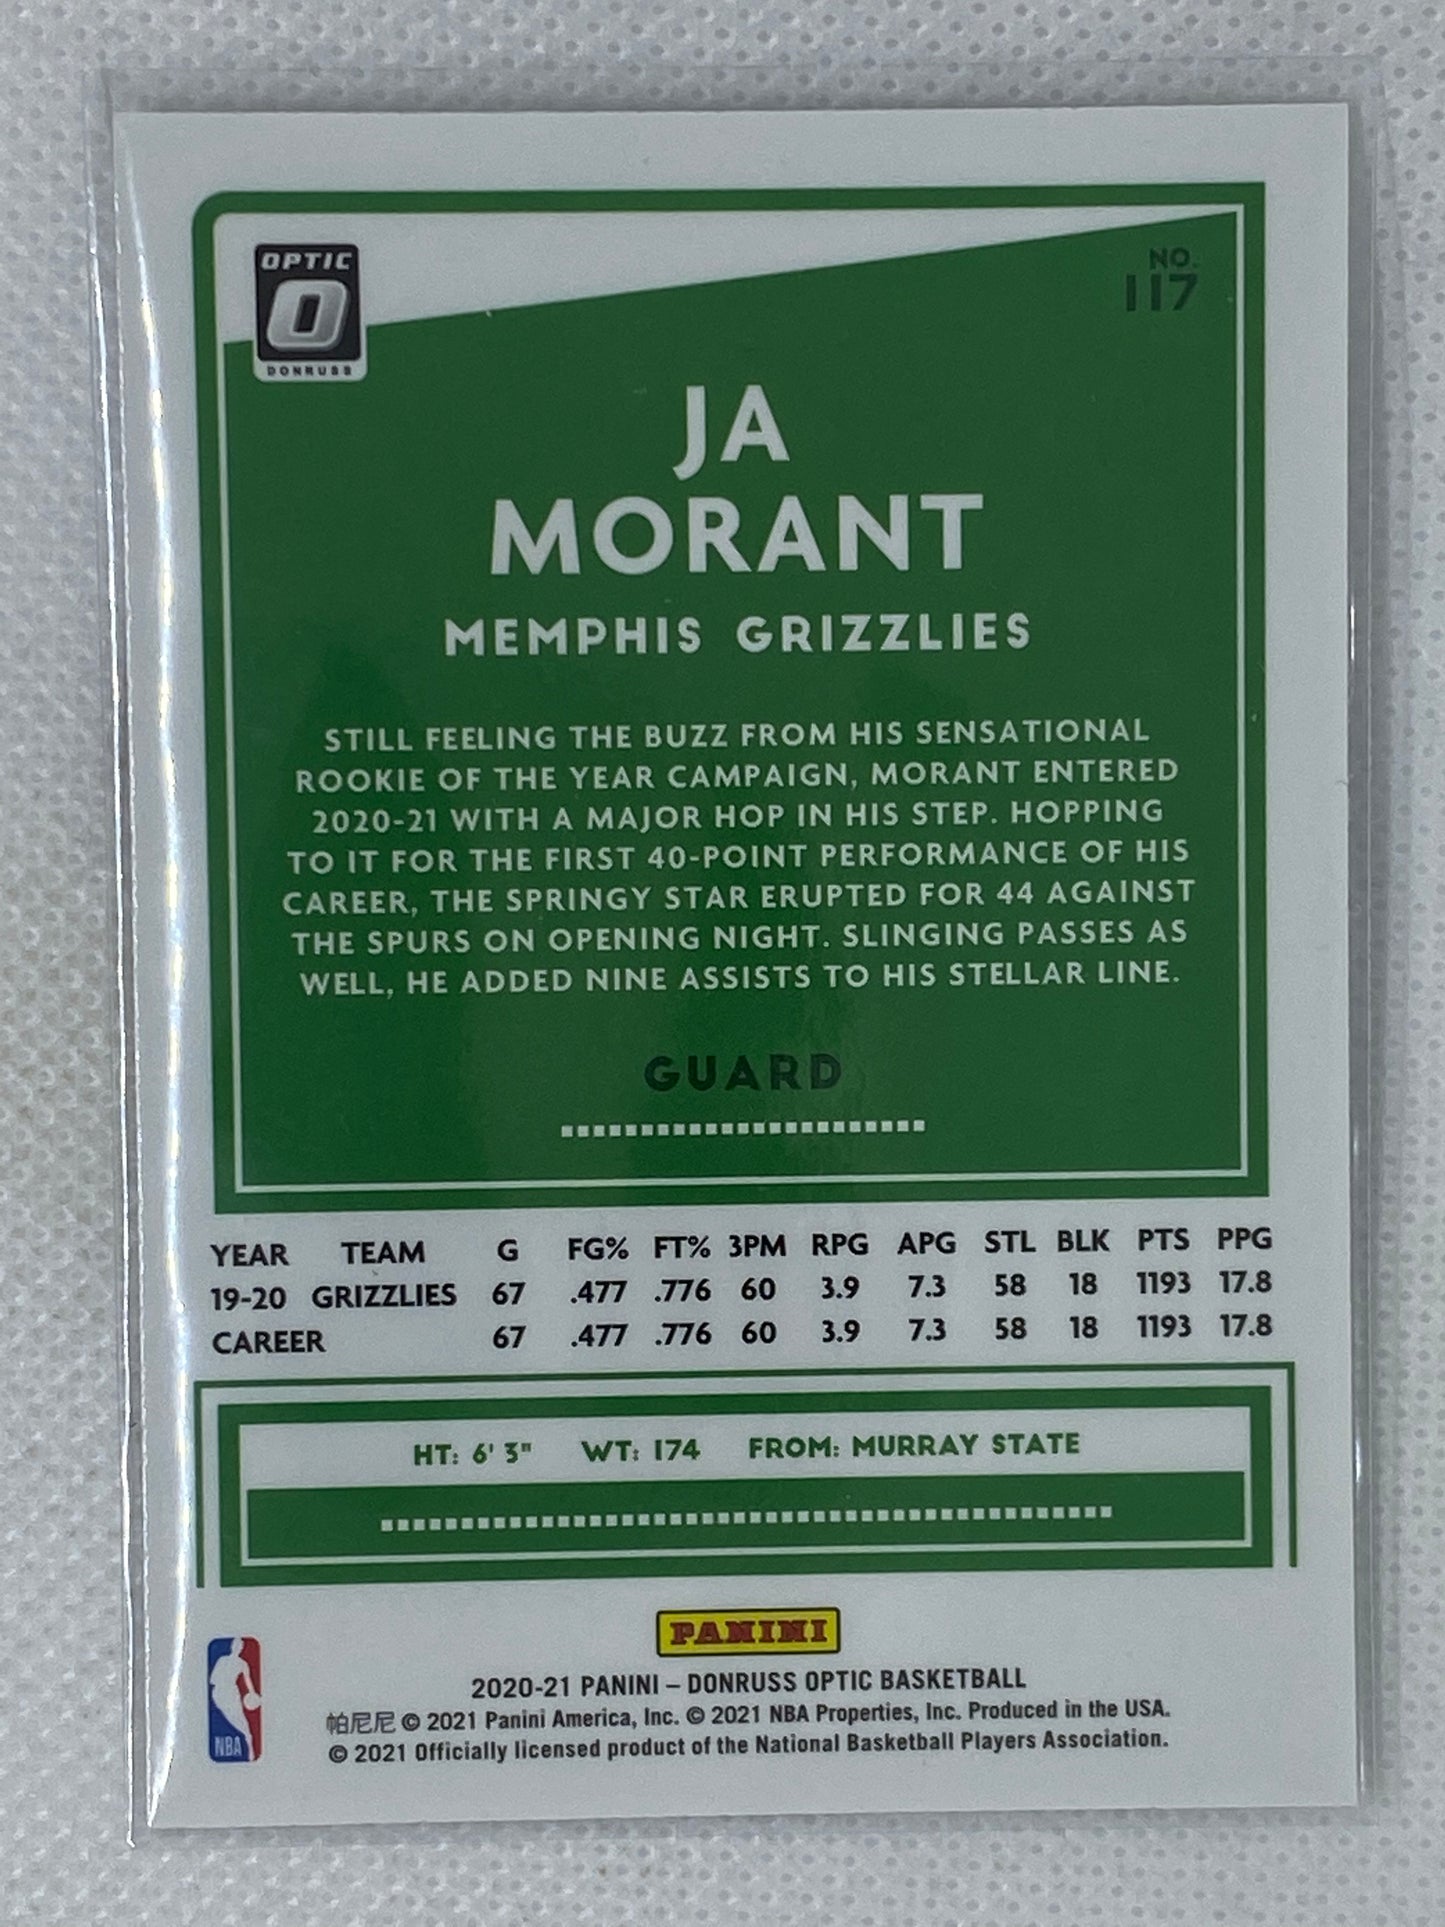 OPTIC
DONRUSS
NO.
117
JA
MORANT
MEMPHIS GRIZZLIES
STILL FEELING THE BUZZ FROM HIS SENSATIONAL
ROOKIE OF THE YEAR CAMPAIGN, MORANT ENTERED
2020-21 WITH A MAJOR HOP IN HIS STEP. HOPPING
TO IT FOR THE FIRST 40-POINT PERFORMANCE OF HIS
CAREER, THE SPRINGY STAR ERUPTED FOR 44 AGAINST
THE SPURS ON OPENING NIGHT. SLINGING PASSES AS
WELL, HE ADDED NINE ASSISTS TO HIS STELLAR LINE.
GUARD
YEAR TEAM G FG% FT% 3PM RPG APG STL BLK PTS PPG
19-20 GRIZZLIES 67 .477 .776 60 3.9 7.3 58 18 1193 17.8
CAREER 67 .477 .776 60 3.9 7.3 58 18 1193 17.8
HT: 6' 3" WT: 174 FROM: MURRAY STATE
PANINI
NBA
2020-21 PANINI – DONRUSS OPTIC BASKETBALL
帕尼尼 © 2021 Panini America, Inc. © 2021 NBA Properties, Inc. Produced in the USA.
© 2021 Officially licensed product of the National Basketball Players Association.